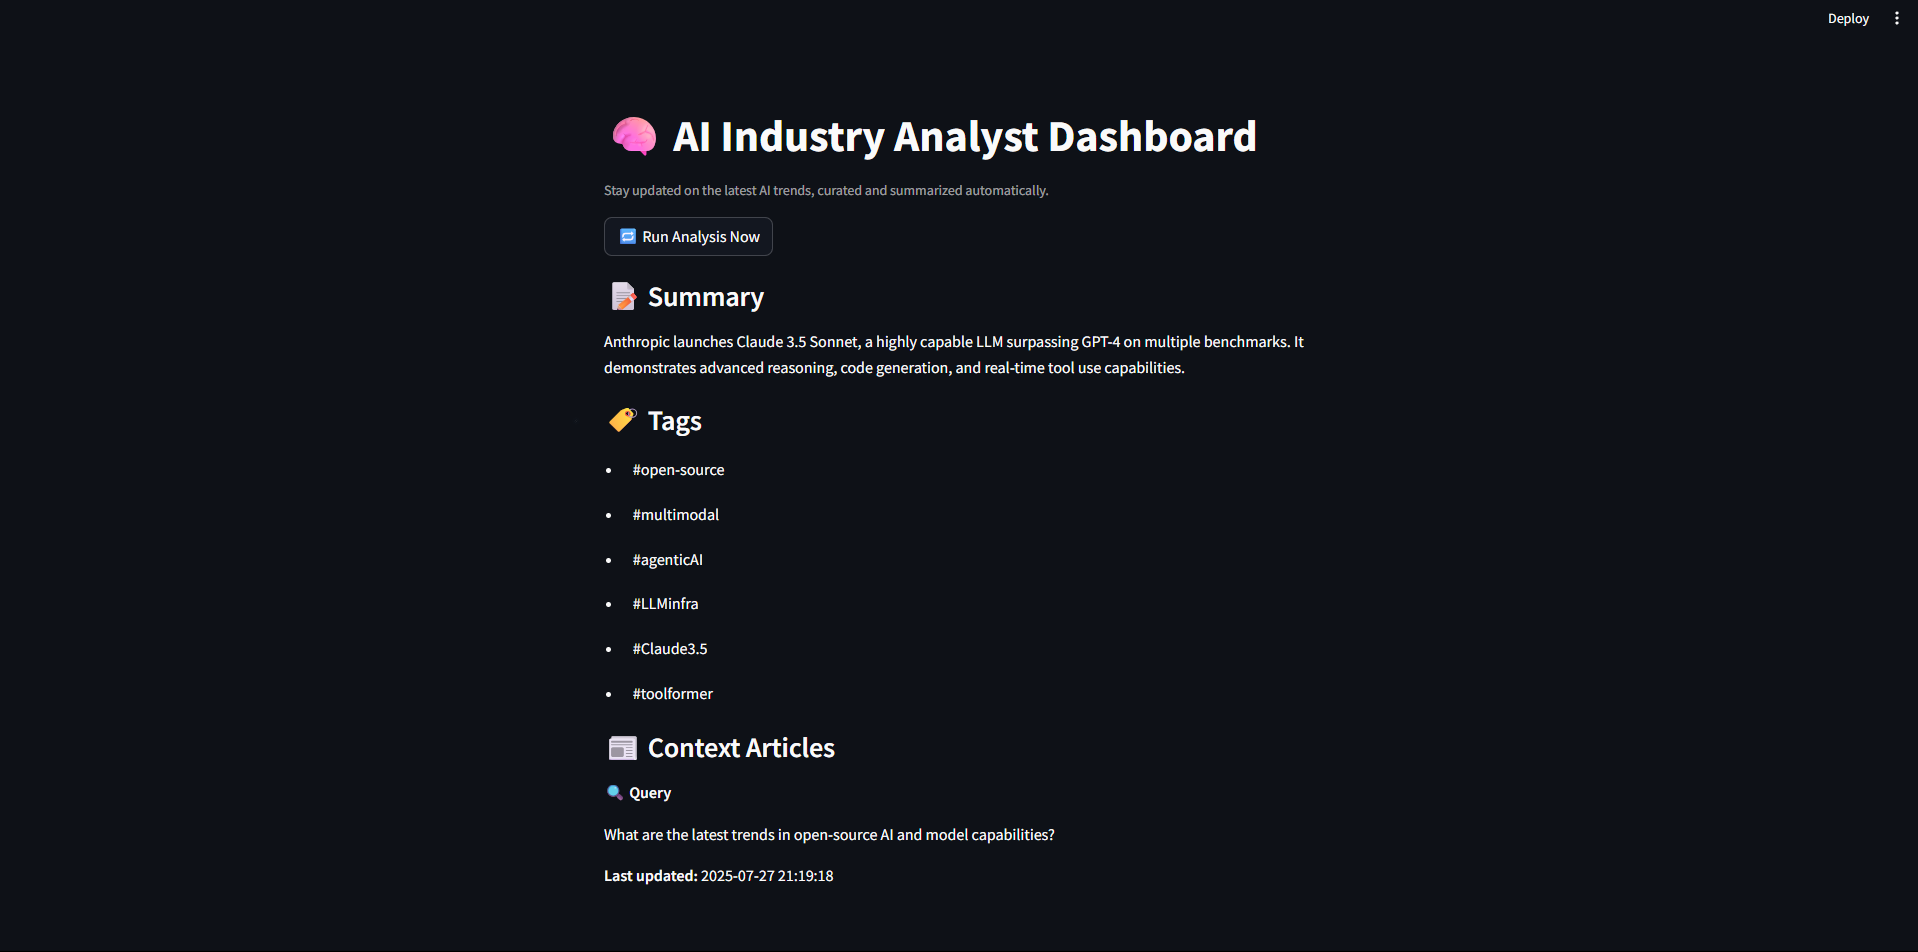 Deploy
AI Industry Analyst Dashboard
Stay updated on the latest AI trends, curated and summarized automatically.
Run Analysis Now
Summary
Anthropic launches Claude 3.5 Sonnet, a highly capable LLM surpassing GPT-4 on multiple benchmarks. It
demonstrates advanced reasoning, code generation, and real-time tool use capabilities.
Tags
• #open-source
• #multimodal
• #agenticAI
• #LLMinfra
• #Claude3.5
• #toolformer
Context Articles
Query
What are the latest trends in open-source AI and model capabilities?
Last updated: 2025-07-27 21:19:18